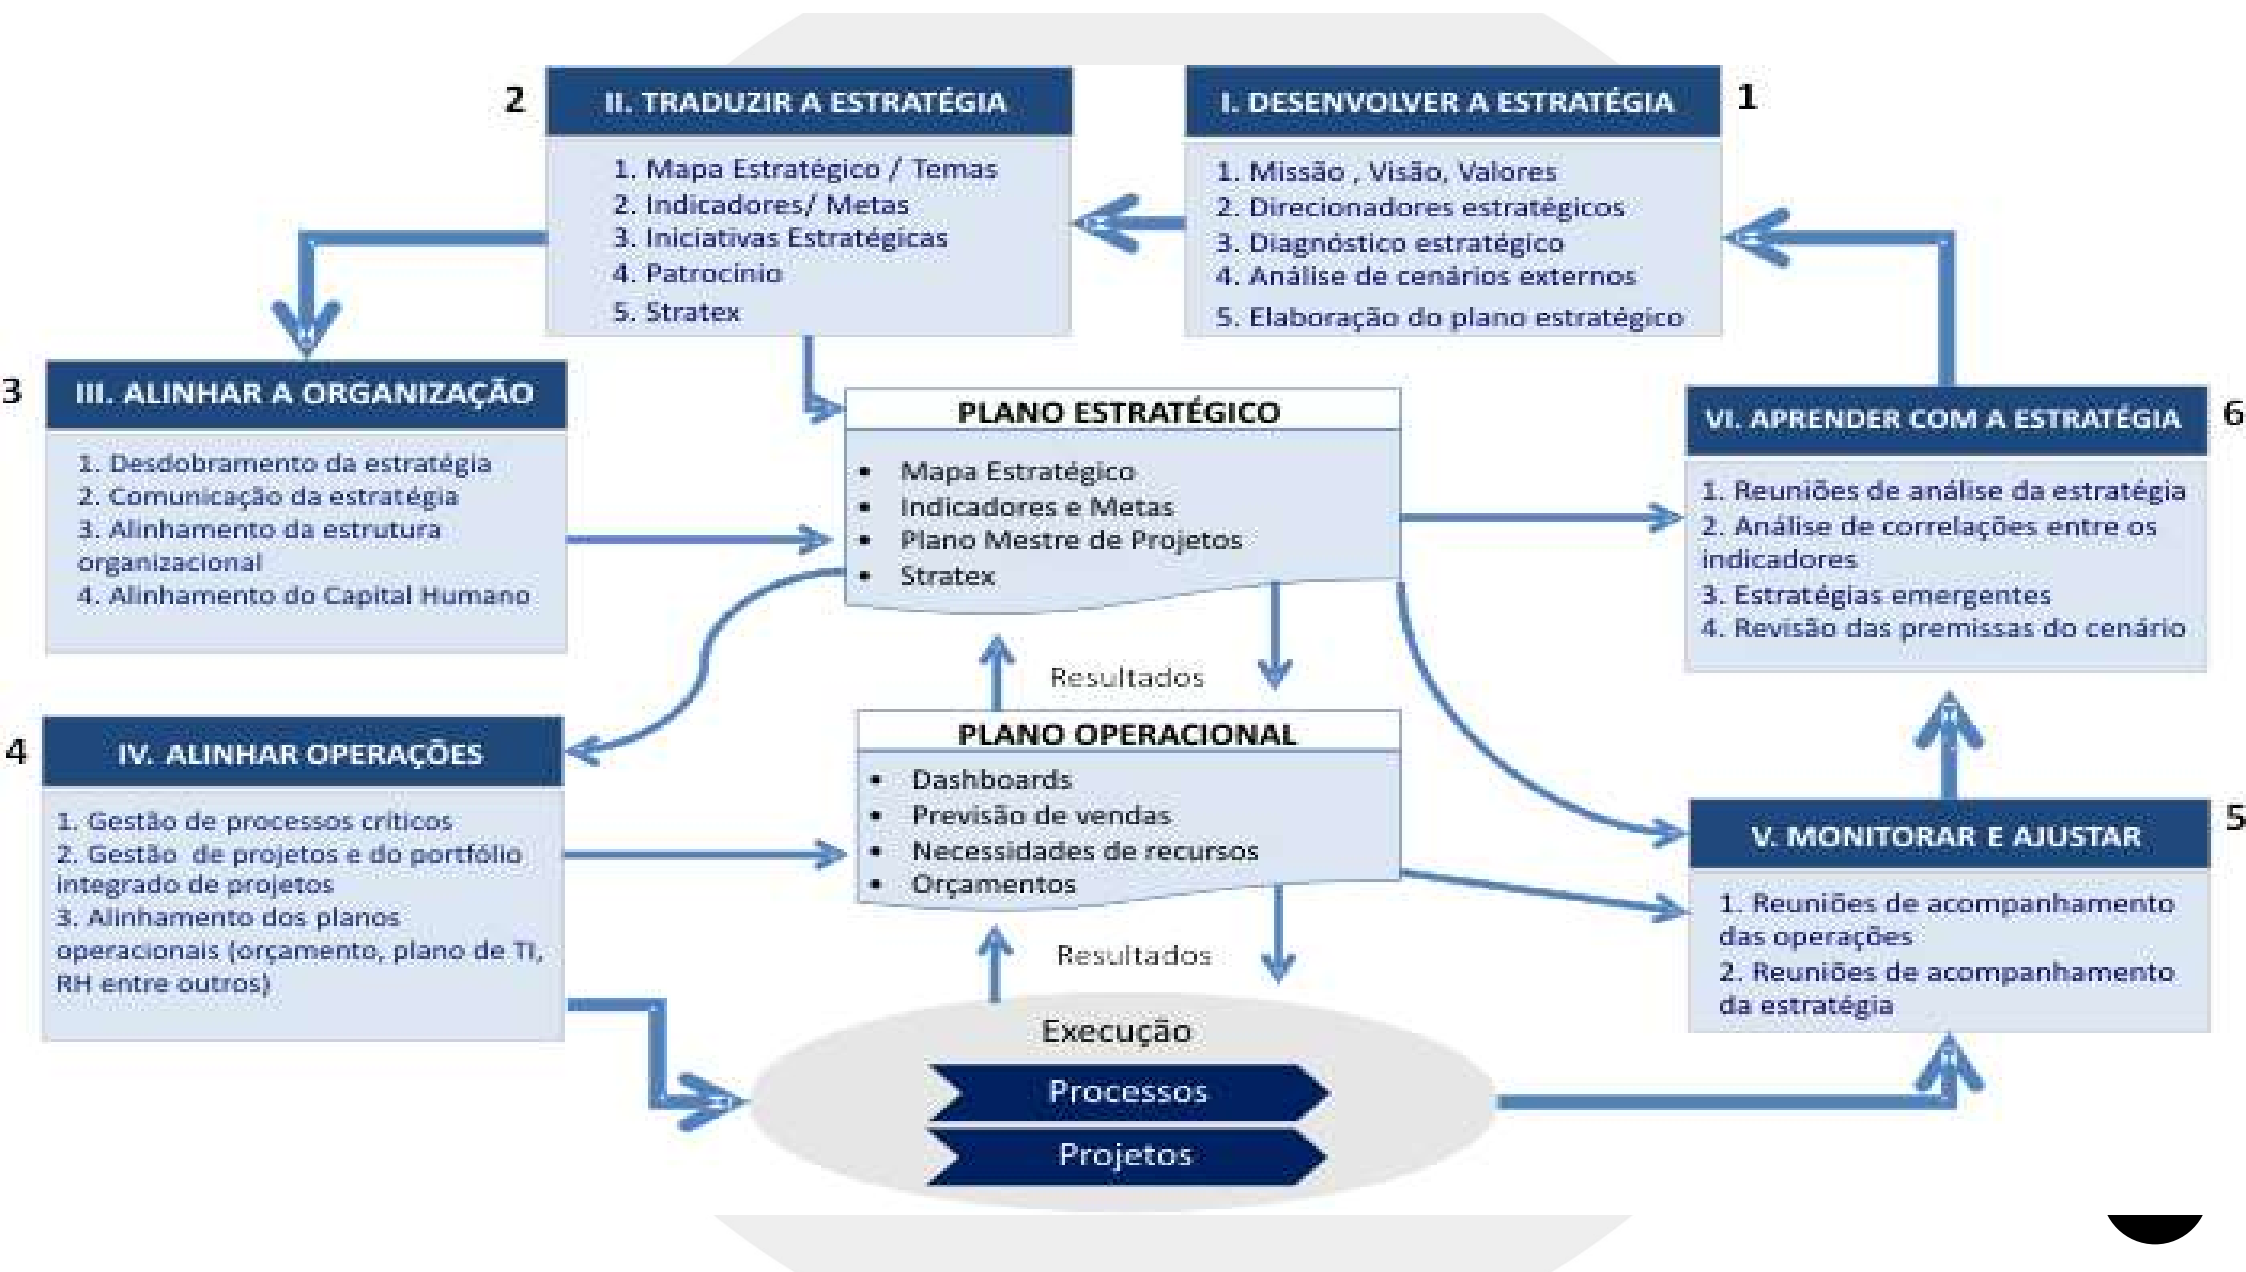 2
II. TRADUZIR A ESTRATÉGIA
1. Mapa Estratégico / Temas
2. Indicadores/ Metas
3. Iniciativas Estratégicas
4. Patrocínio
5. Stratex
I. DESENVOLVER A ESTRATÉGIA
1
1. Missão , Visão, Valores
2. Direcionadores estratégicos
3. Diagnóstico estratégico
4. Análise de cenários externos
5. Elaboração do plano estratégico
3
III. ALINHAR A ORGANIZAÇÃO
1. Desdobramento da estratégia
2. Comunicação da estratégia
3. Alinhamento da estrutura
organizacional
4. Alinhamento do Capital Humano
PLANO ESTRATÉGICO
• Mapa Estratégico
• Indicadores e Metas
• Plano Mestre de Projetos
• Stratex
VI. APRENDER COM A ESTRATÉGIA
6
1. Reuniões de análise da estratégia
2. Análise de correlações entre os
indicadores
3. Estratégias emergentes
4. Revisão das premissas do cenário
Resultados
4
IV. ALINHAR OPERAÇÕES
1. Gestão de processos críticos
2. Gestão de projetos e do portfólio
integrado de projetos
3. Alinhamento dos planos
operacionais (orçamento, plano de TI,
RH entre outros)
PLANO OPERACIONAL
• Dashboards
• Previsão de vendas
• Necessidades de recursos
• Orçamentos
V. MONITORAR E AJUSTAR
5
1. Reuniões de acompanhamento
das operações
2. Reuniões de acompanhamento
da estratégia
Resultados
Execução
Processos
Projetos